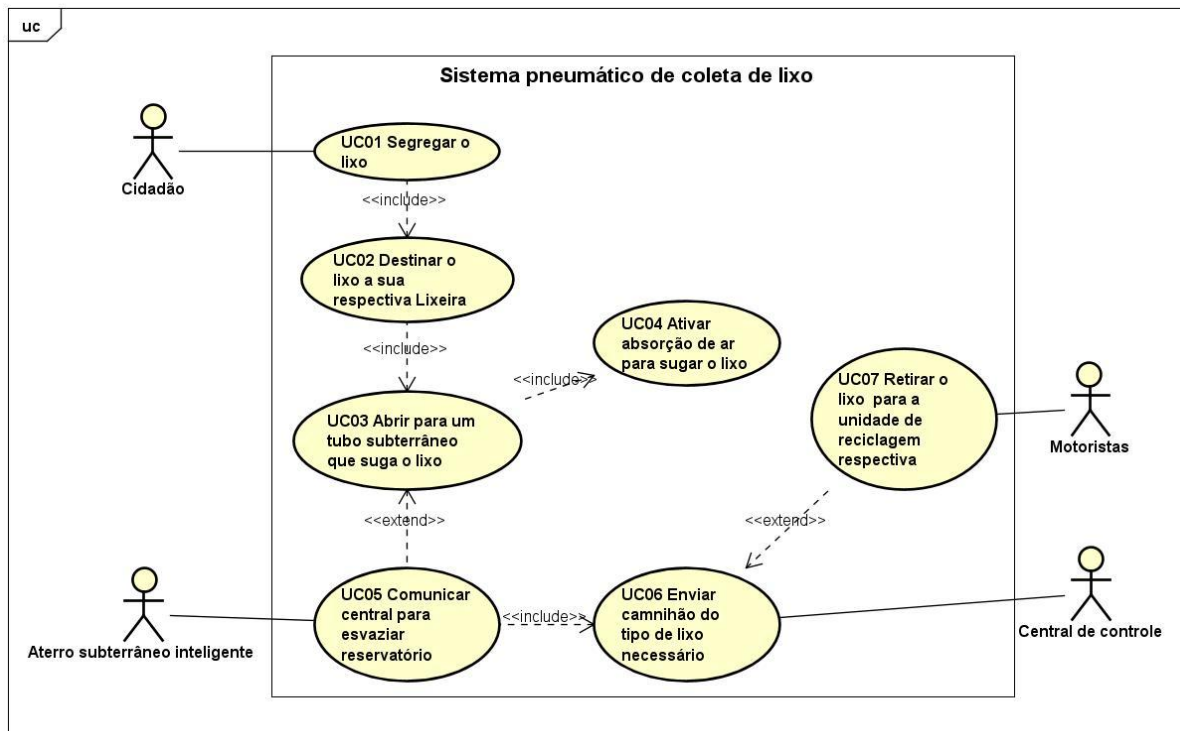 uc
Sistema pneumático de coleta de lixo
Cidadão
UC01 Segregar o
lixo
<<include>>
UC02 Destinar o
lixo a sua
respectiva Lixeira
<<include>>
UC04 Ativar
absorção de ar
para sugar o lixo
<<include>>
UC03 Abrir para um
tubo subterrâneo
que suga o lixo
UC07 Retirar o
lixo para a
unidade de
reciclagem
respectiva
Motoristas
<<extend>>
<<extend>>
UC05 Comunicar
central para
esvaziar
reservatório
<<include>>
UC06 Enviar
camnihão do
tipo de lixo
necessário
Aterro subterrâneo inteligente
Central de controle